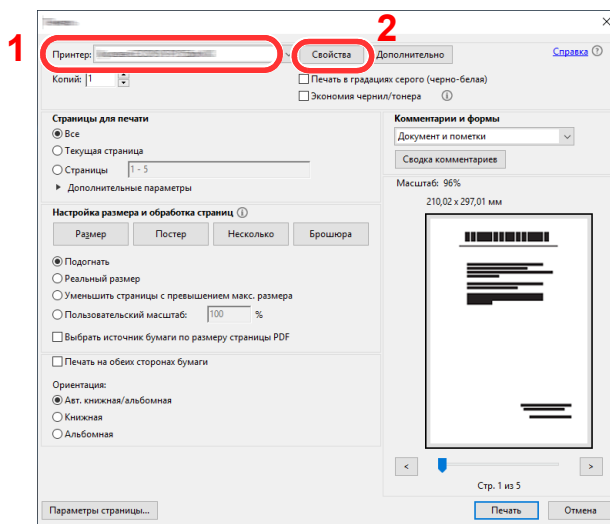 1
2
Принтер:
Свойства
Дополнительно
Справка
Копий: 1
Печать в градациях серого (черно-белая)
Экономия чернил/тонера
Страницы для печати
Все
Текущая страница
Страницы 1 - 5
Дополнительные параметры
Настройка размера и обработка страниц
Размер
Постер
Несколько
Брошюра
Подогнать
Реальный размер
Уменьшить страницы с превышением макс. размера
Пользовательский масштаб: 100 %
Выбрать источник бумаги по размеру страницы PDF
Печать на обеих сторонах бумаги
Ориентация:
Авт. книжная/альбомная
Книжная
Альбомная
Комментарии и формы
Документ и пометки
Сводка комментариев
Масштаб: 96%
210,02 x 297,01 мм
<
>
Стр. 1 из 5
Параметры страницы...
Печать
Отмена